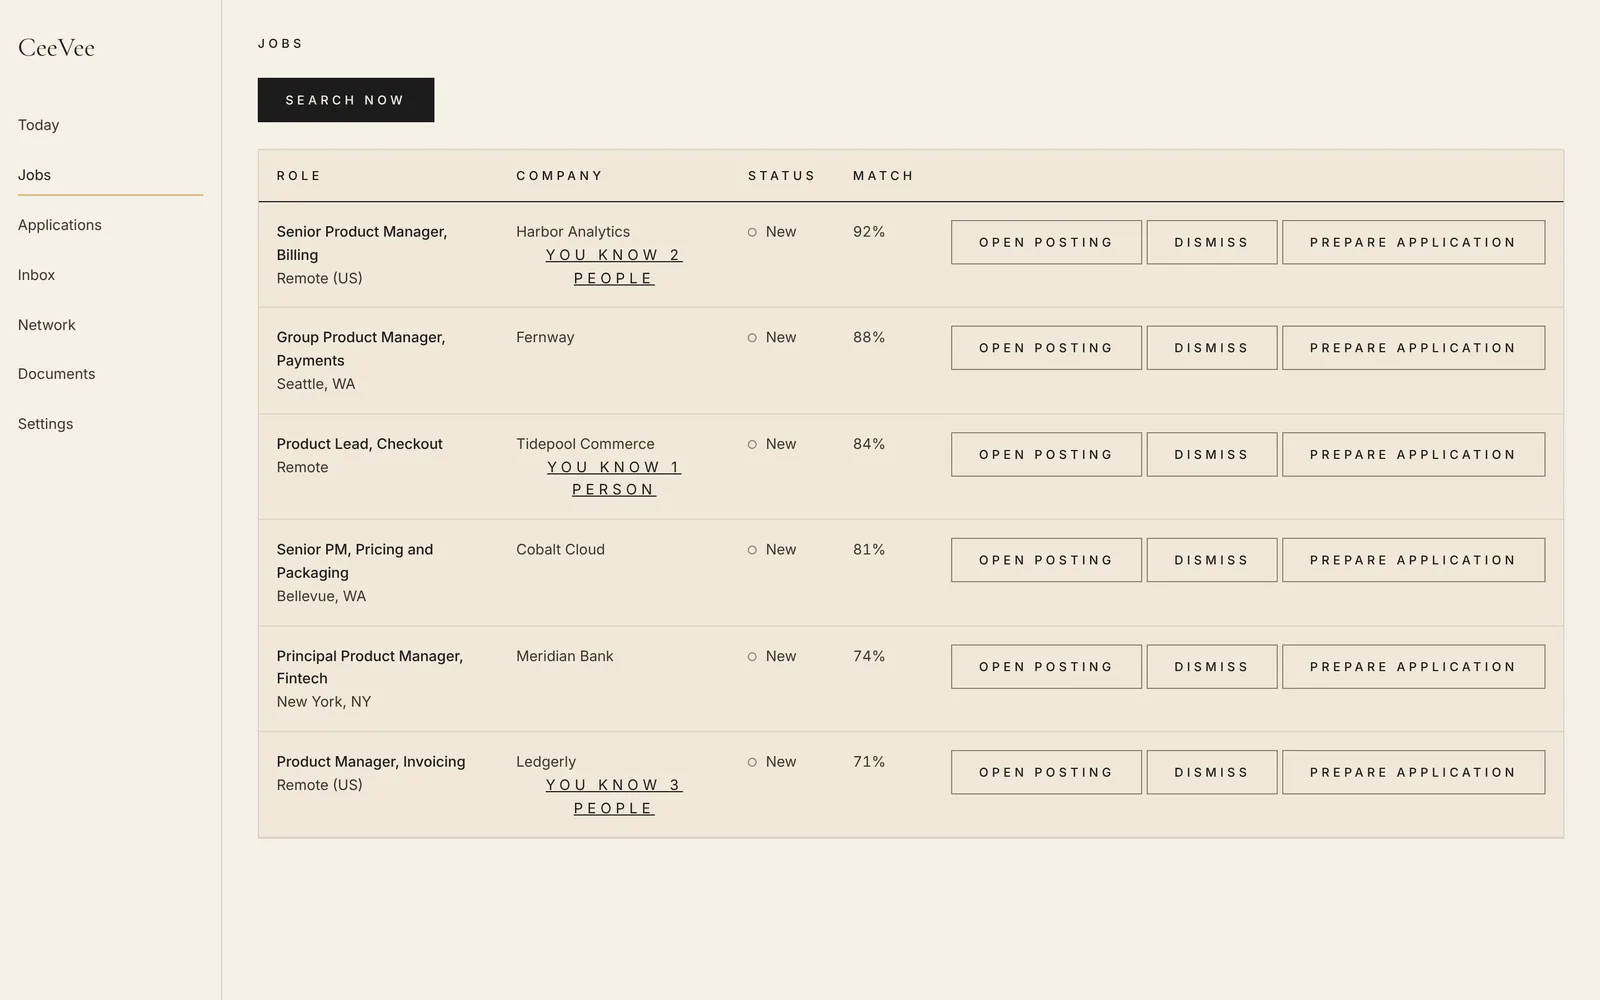 CeeVee
Today
Jobs
Applications
Inbox
Network
Documents
Settings
JOBS
SEARCH NOW
ROLE COMPANY STATUS MATCH
Senior Product Manager, Billing
Remote (US)
Harbor Analytics
YOU KNOW 2
PEOPLE
New
92%
OPEN POSTING
DISMISS
PREPARE APPLICATION
Group Product Manager,
Payments
Seattle, WA
Fernway
New
88%
OPEN POSTING
DISMISS
PREPARE APPLICATION
Product Lead, Checkout
Remote
Tidepool Commerce
YOU KNOW 1
PERSON
New
84%
OPEN POSTING
DISMISS
PREPARE APPLICATION
Senior PM, Pricing and
Packaging
Bellevue, WA
Cobalt Cloud
New
81%
OPEN POSTING
DISMISS
PREPARE APPLICATION
Principal Product Manager,
Fintech
New York, NY
Meridian Bank
New
74%
OPEN POSTING
DISMISS
PREPARE APPLICATION
Product Manager, Invoicing
Remote (US)
Ledgerly
YOU KNOW 3
PEOPLE
New
71%
OPEN POSTING
DISMISS
PREPARE APPLICATION